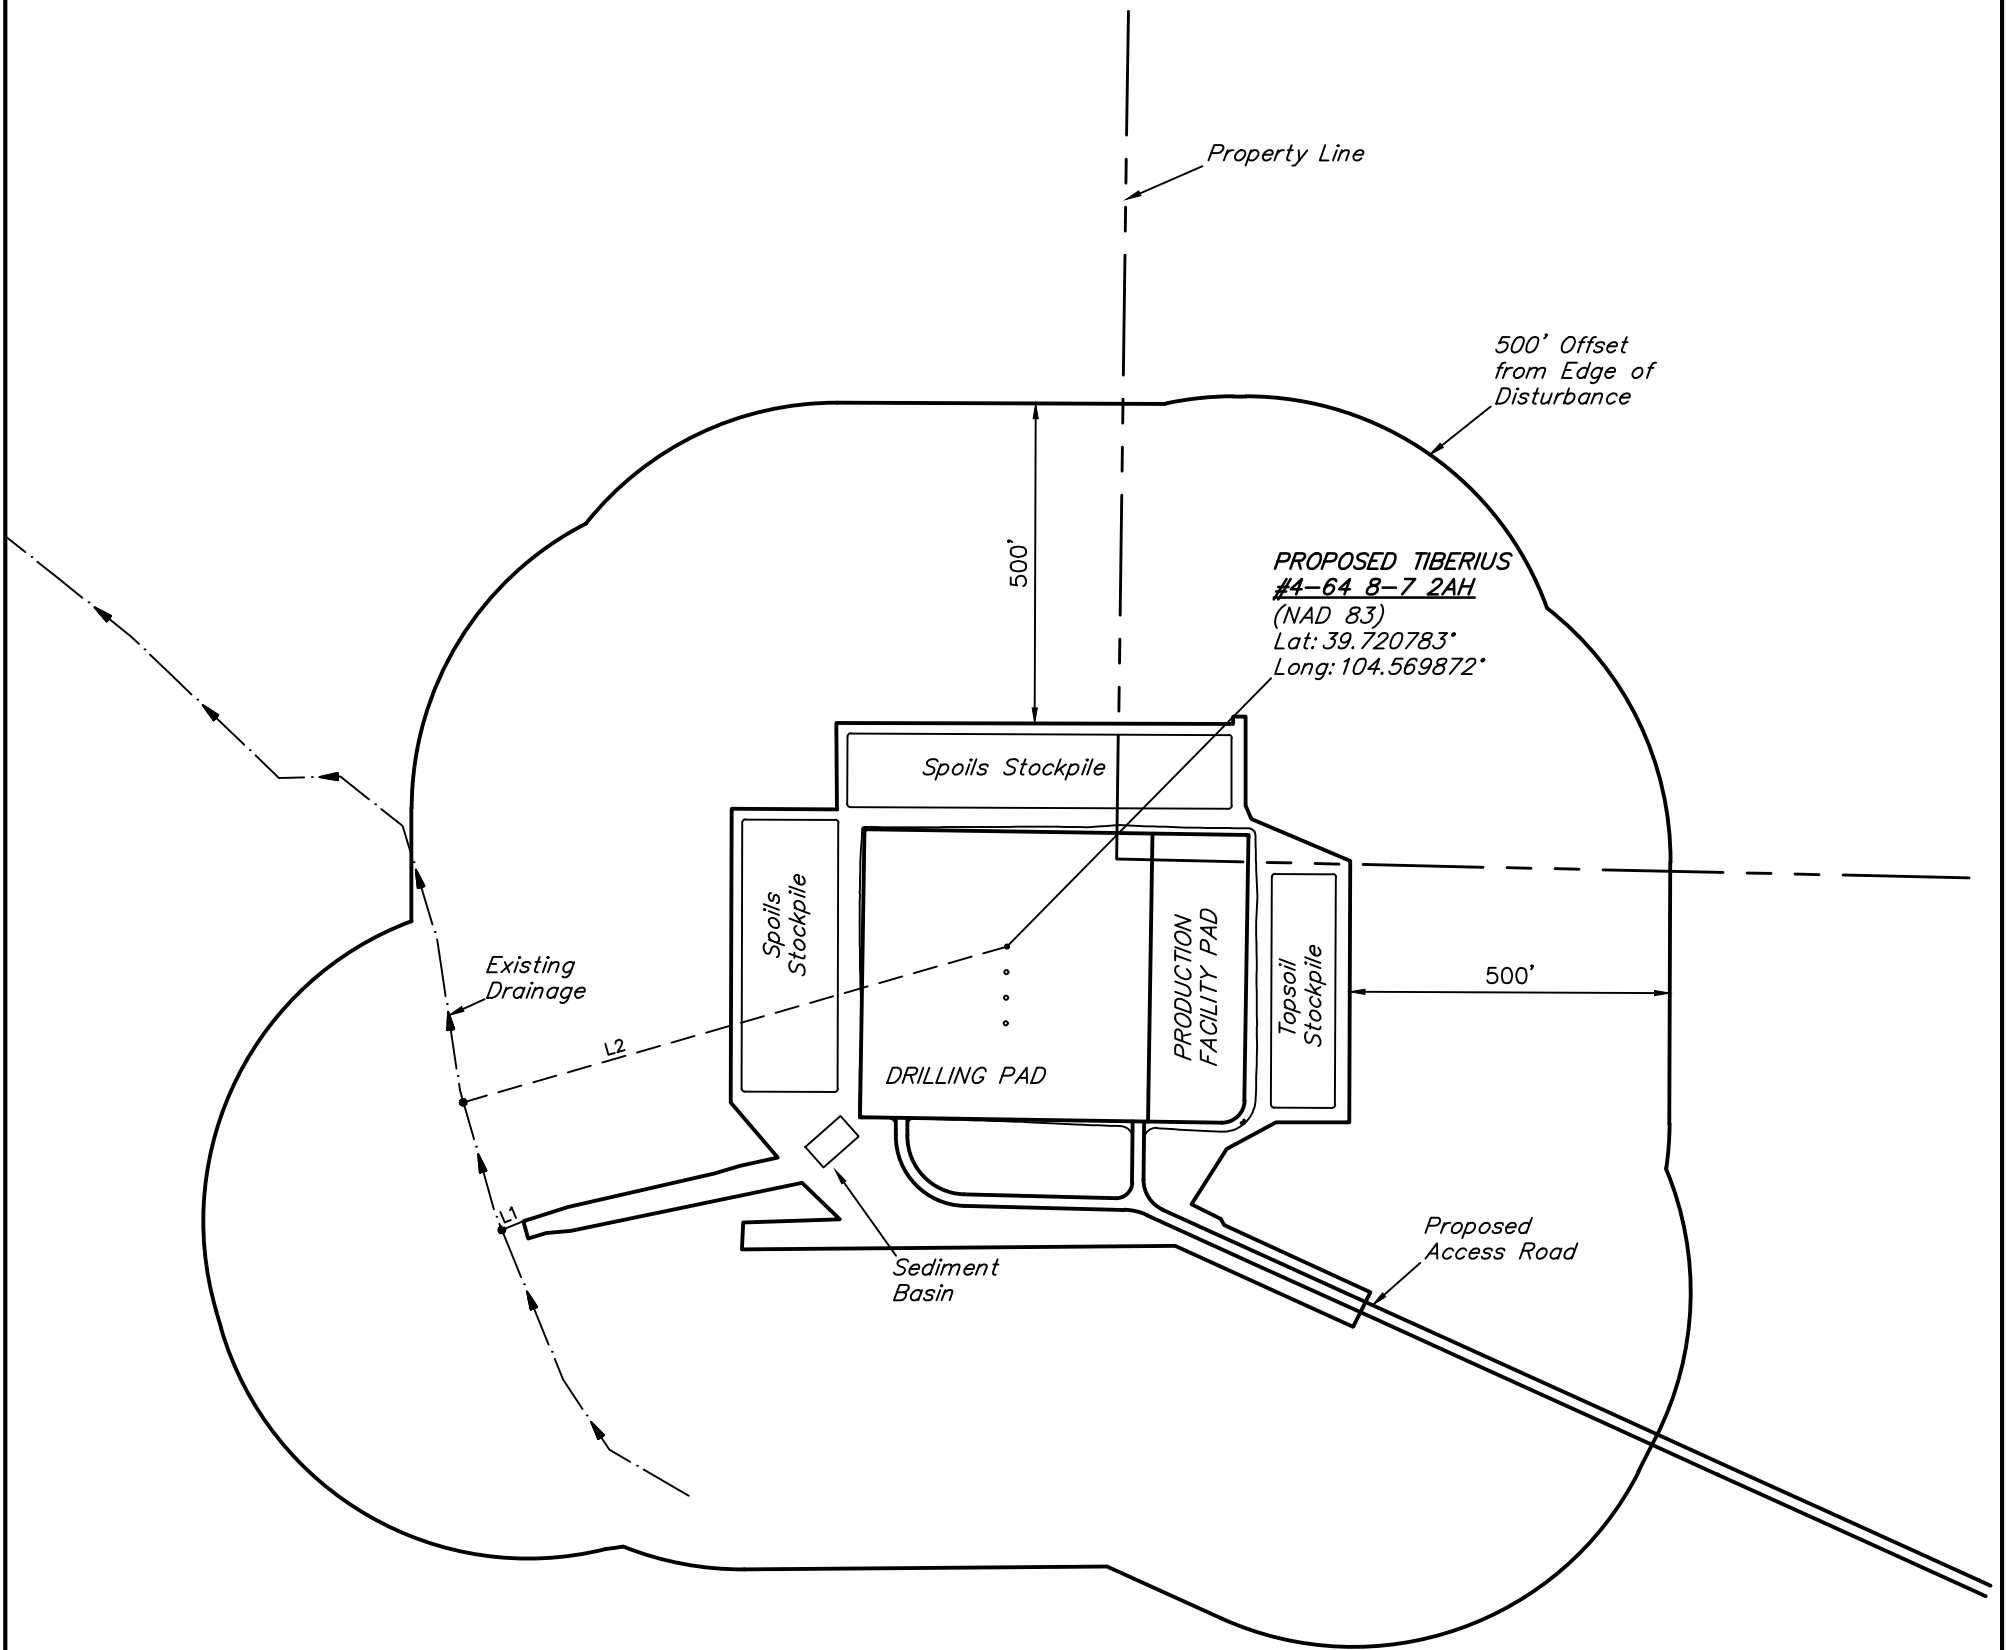 Property Line
500' Offset
from Edge of
Disturbance
500'
PROPOSED TIBERIUS
#4-64 8-7 2AH
(NAD 83)
Lat: 39.720783°
Long: 104.569872°
Spoils Stockpile
Spoils
Stockpile
Existing
Drainage
L2
PRODUCTION
FACILITY PAD
Topsoil
Stockpile
500'
DRILLING PAD
L1
Proposed
Access Road
Sediment
Basin